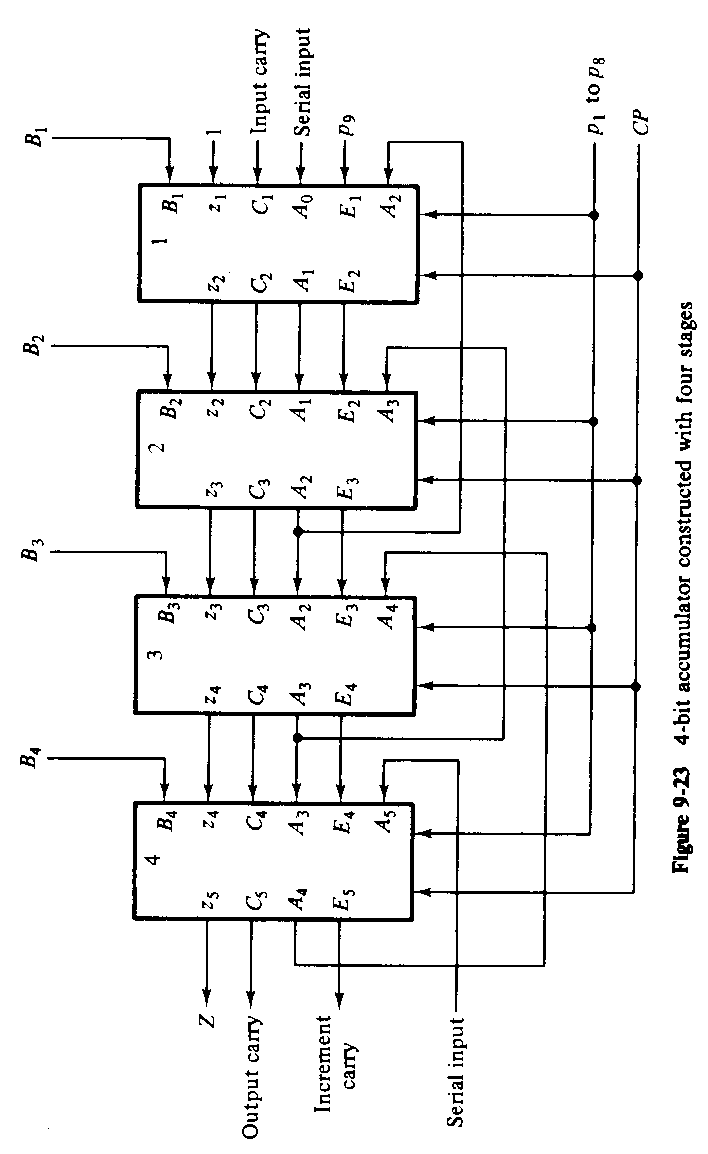 B₄ B₃ B₂ B₁
4 B₄
3 B₃
2 B₂
1 B₁
Z z₅ z₄ z₄ z₃ z₃ z₂ z₂ z₁ 1
Output carry C₅ C₄ C₄ C₃ C₃ C₂ C₂ C₁ Input carry
A₄ A₃ A₃ A₂ A₂ A₁ A₁ A₀ Serial input
Increment
carry
E₅ E₄ E₄ E₃ E₃ E₂ E₂ E₁ p₉
A₅ A₄ A₃ A₂
Serial input
p₁ to p₈
CP
Figure 9-23 4-bit accumulator constructed with four stages